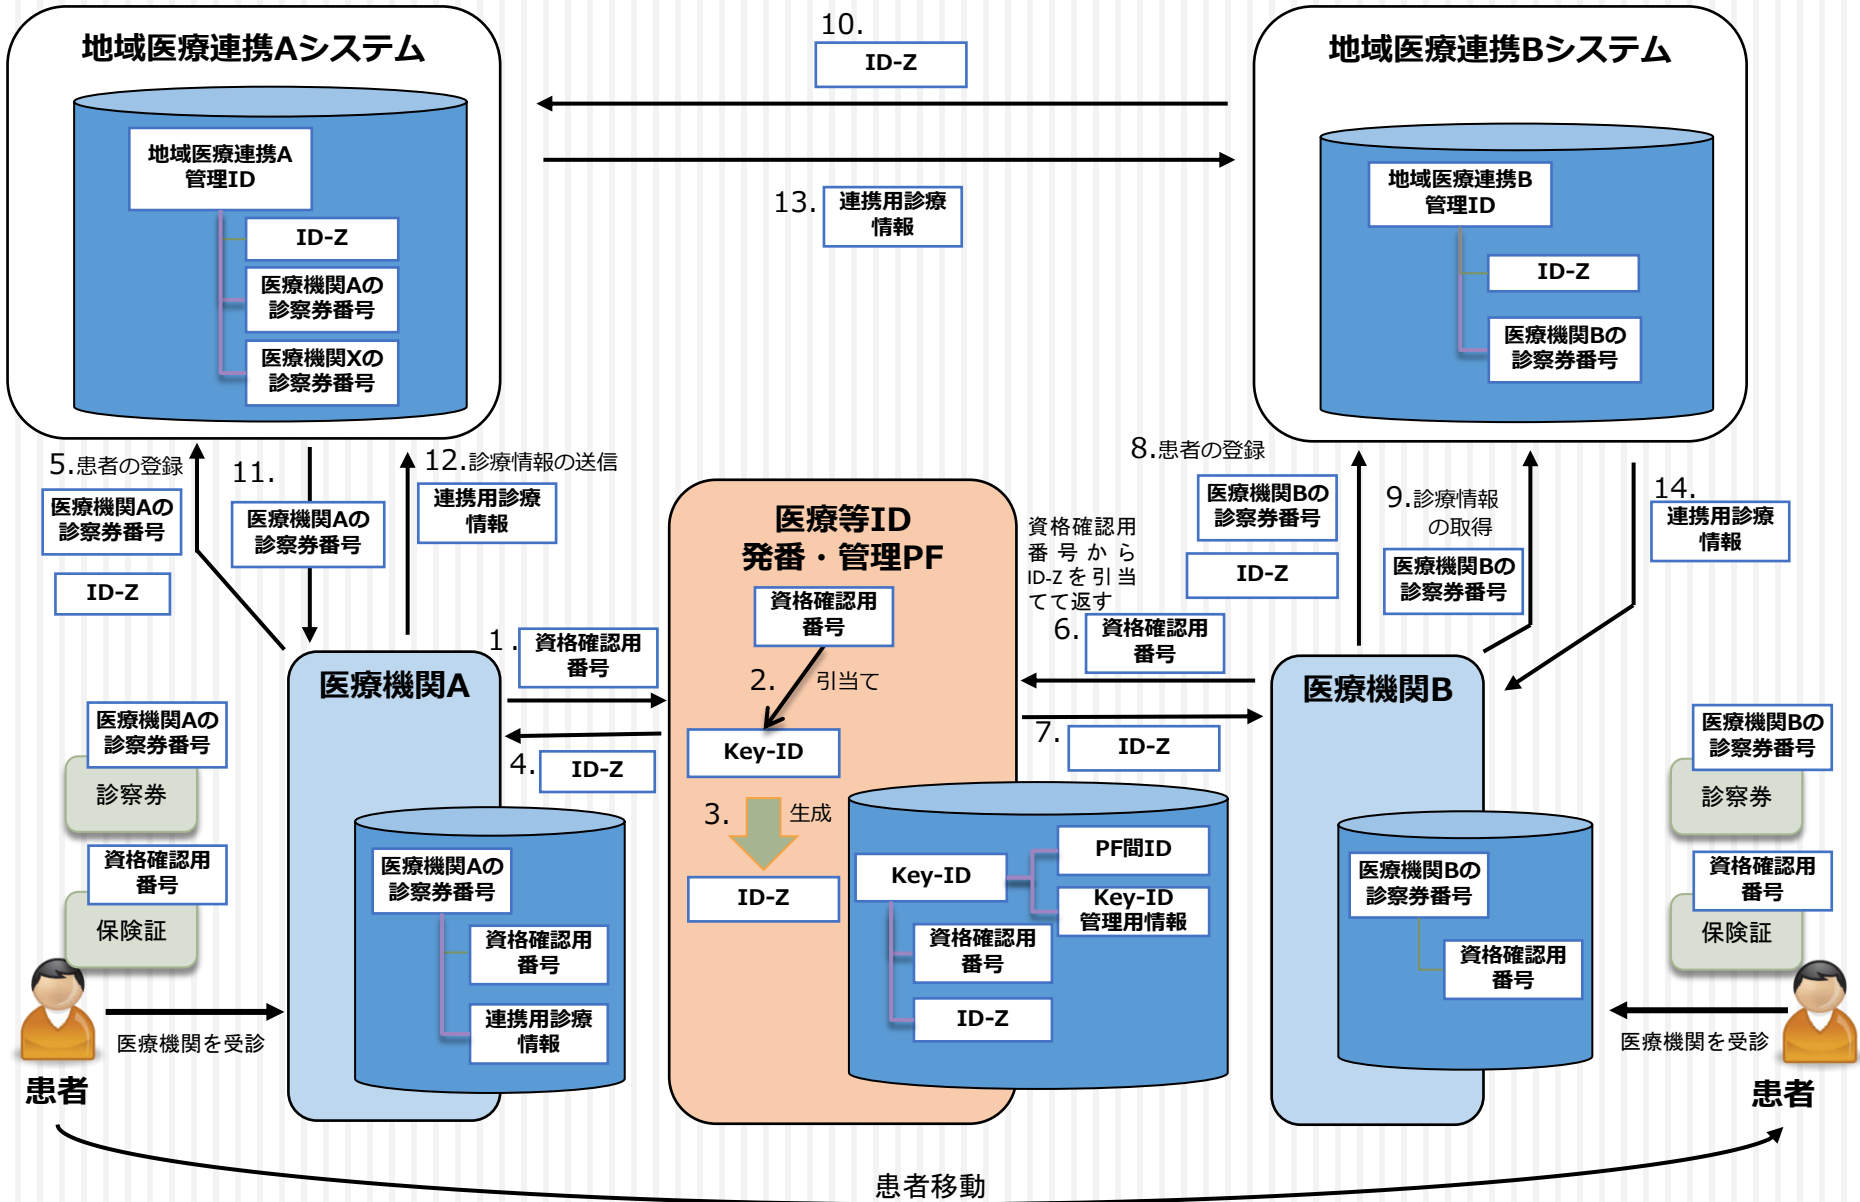 地域医療連携Aシステム
地域医療連携A
管理ID
ID-Z
医療機関Aの
診察券番号
医療機関Xの
診察券番号
10.
ID-Z
13.
連携用診療
情報
地域医療連携Bシステム
地域医療連携B
管理ID
ID-Z
医療機関Bの
診察券番号
5.患者の登録
医療機関Aの
診察券番号
ID-Z
11.
医療機関Aの
診察券番号
12.診療情報の送信
連携用診療
情報
医療等ID
発番・管理PF
資格確認用
番号
2.
引当て
Key-ID
3.
生成
ID-Z
Key-ID
PF間ID
Key-ID
管理用情報
資格確認用
番号
ID-Z
資格確認用
番号から
ID-Zを引当
てて返す
6.
資格確認用
番号
7.
ID-Z
8.患者の登録
医療機関Bの
診察券番号
ID-Z
9.診療情報
の取得
医療機関Bの
診察券番号
14.
連携用診療
情報
1.
資格確認用
番号
4.
ID-Z
医療機関A
医療機関Aの
診察券番号
資格確認用
番号
連携用診療
情報
医療機関Aの
診察券番号
診察券
資格確認用
番号
保険証
医療機関を受診
患者
医療機関B
医療機関Bの
診察券番号
資格確認用
番号
医療機関Bの
診察券番号
診察券
資格確認用
番号
保険証
医療機関を受診
患者
患者移動